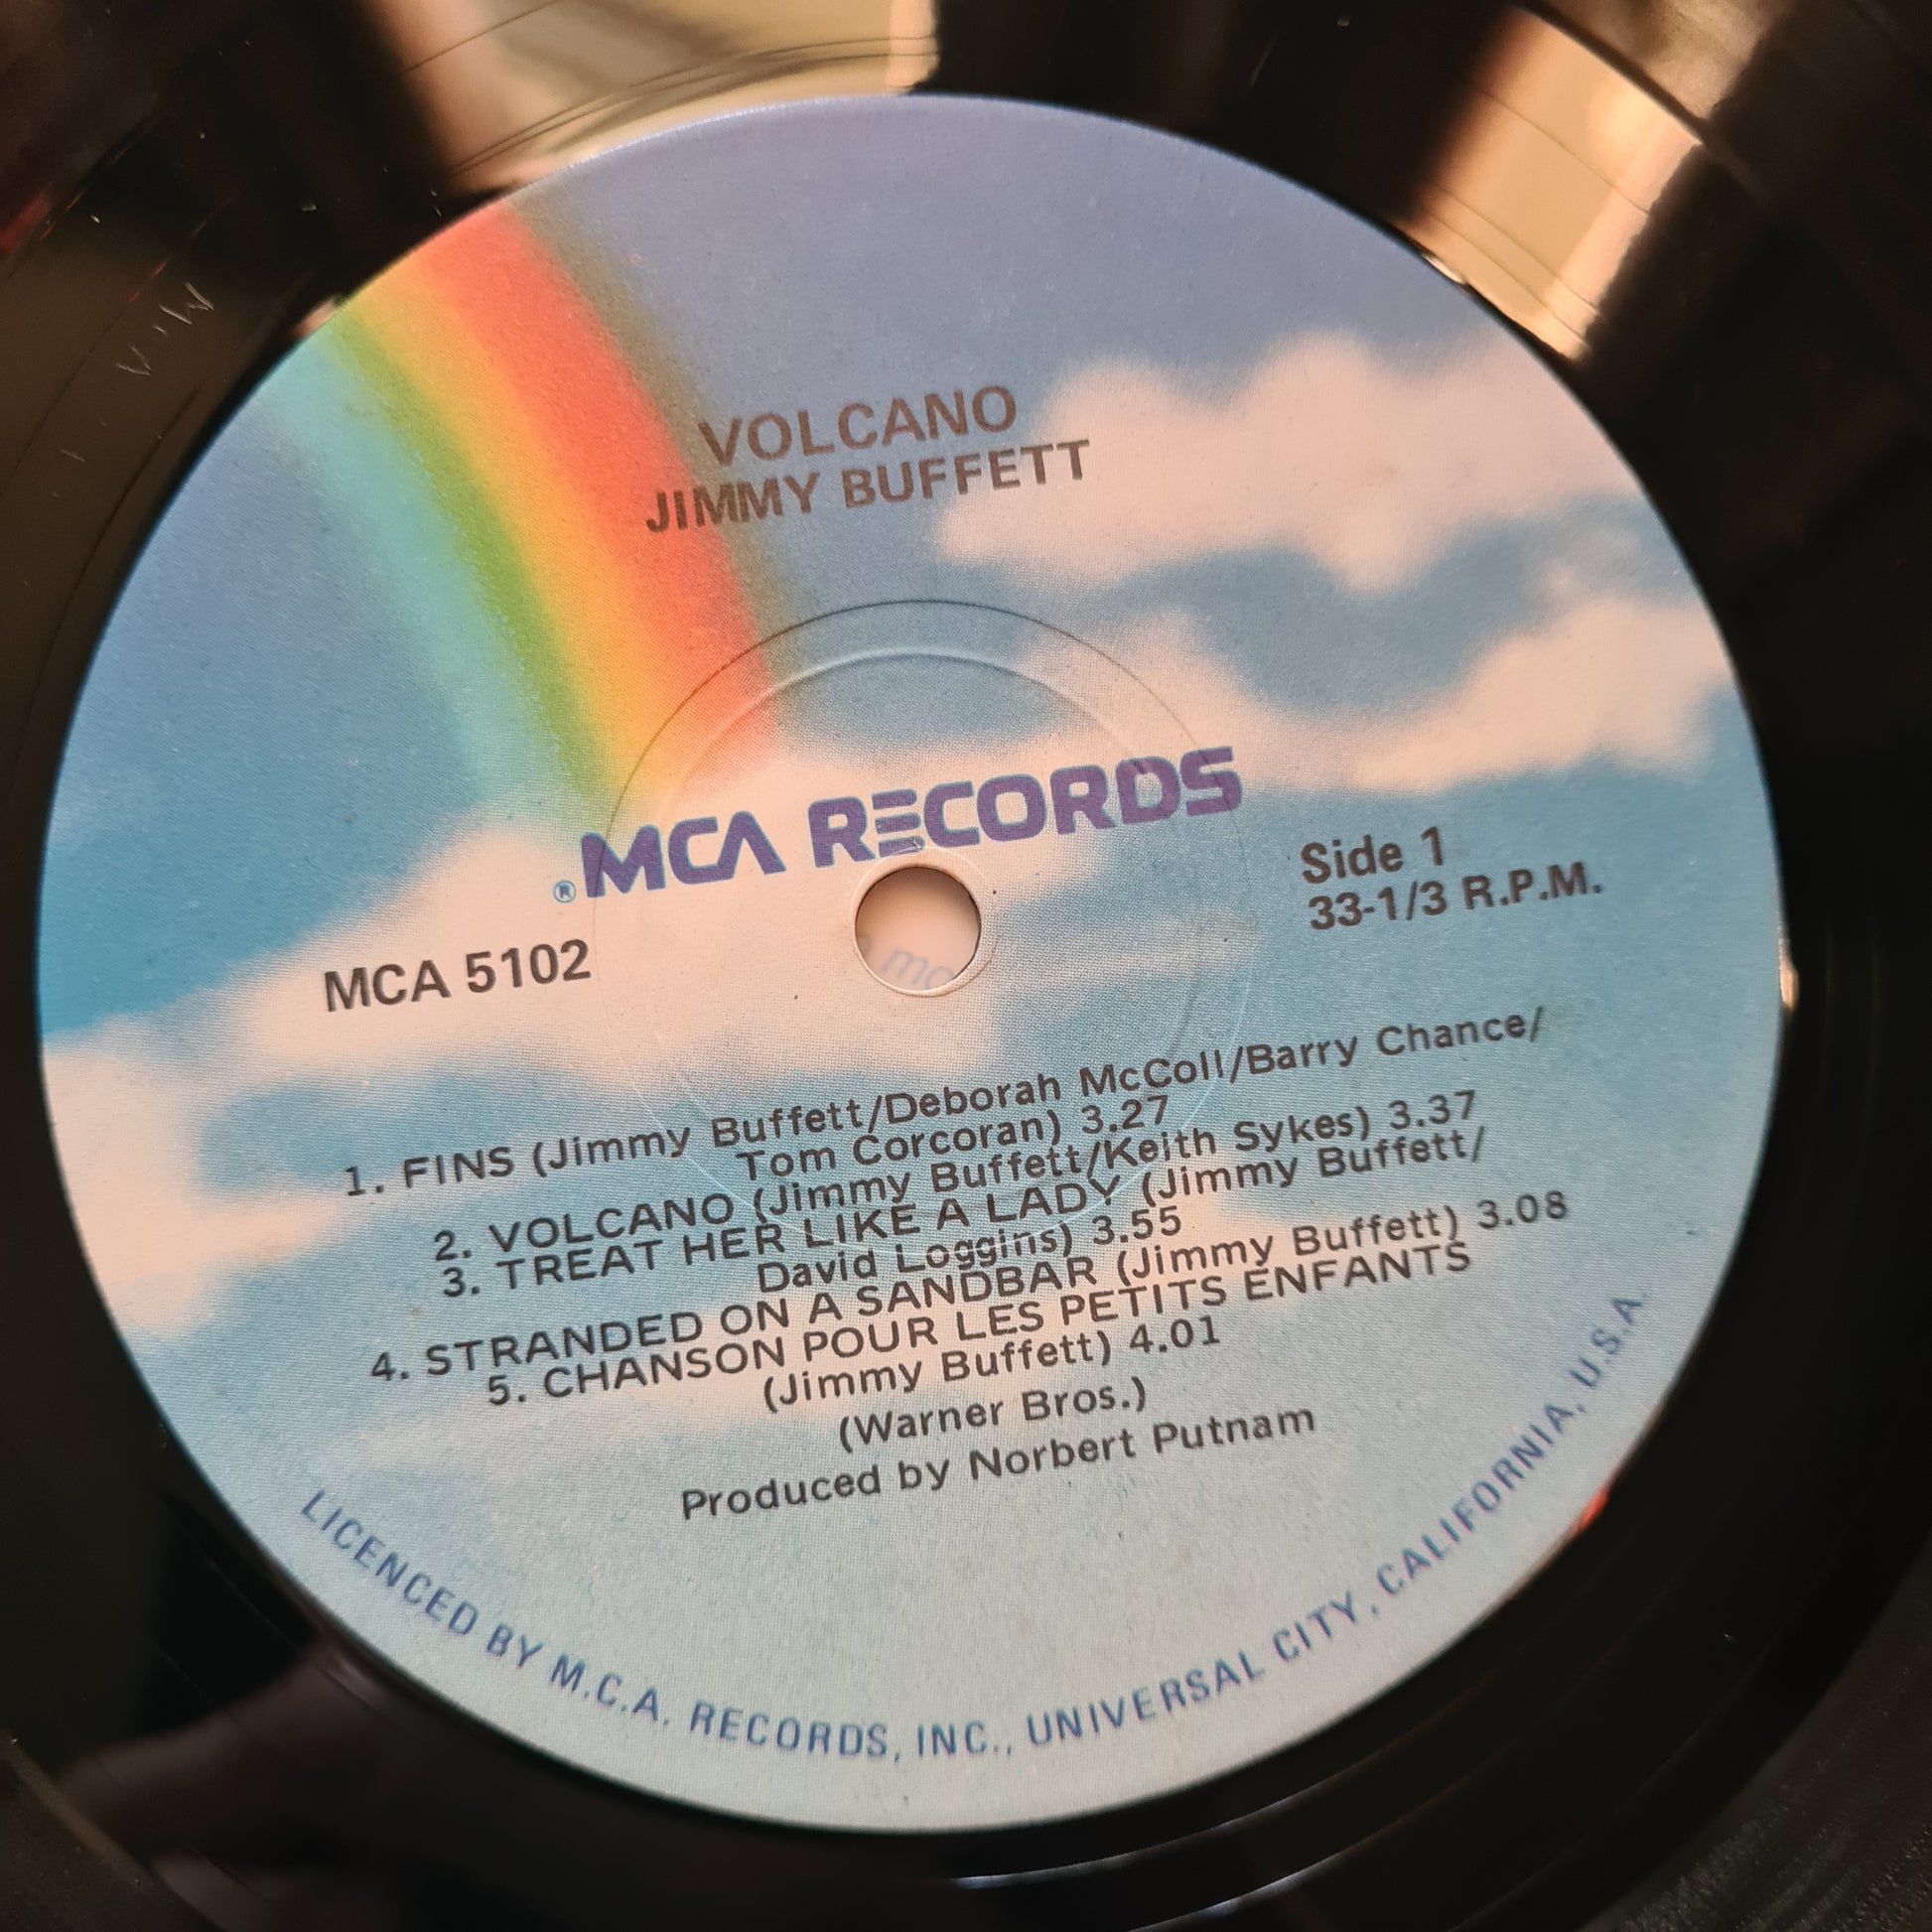 VOLCANO
JIMMY BUFFETT
® MCA RECORDS
Side 1
33-1/3 R.P.M.
MCA 5102
1. FINS (Jimmy Buffett/Deborah McColl/Barry Chance/
Tom Corcoran) 3.27
2. VOLCANO (Jimmy Buffett/Keith Sykes) 3.37
3. TREAT HER LIKE A LADY (Jimmy Buffett/
David Loggins) 3.55
4. STRANDED ON A SANDBAR (Jimmy Buffett) 3.08
5. CHANSON POUR LES PETITS ENFANTS
(Jimmy Buffett) 4.01
(Warner Bros.)
Produced by Norbert Putnam
LICENCED BY M.C.A. RECORDS, INC., UNIVERSAL CITY, CALIFORNIA, U.S.A.